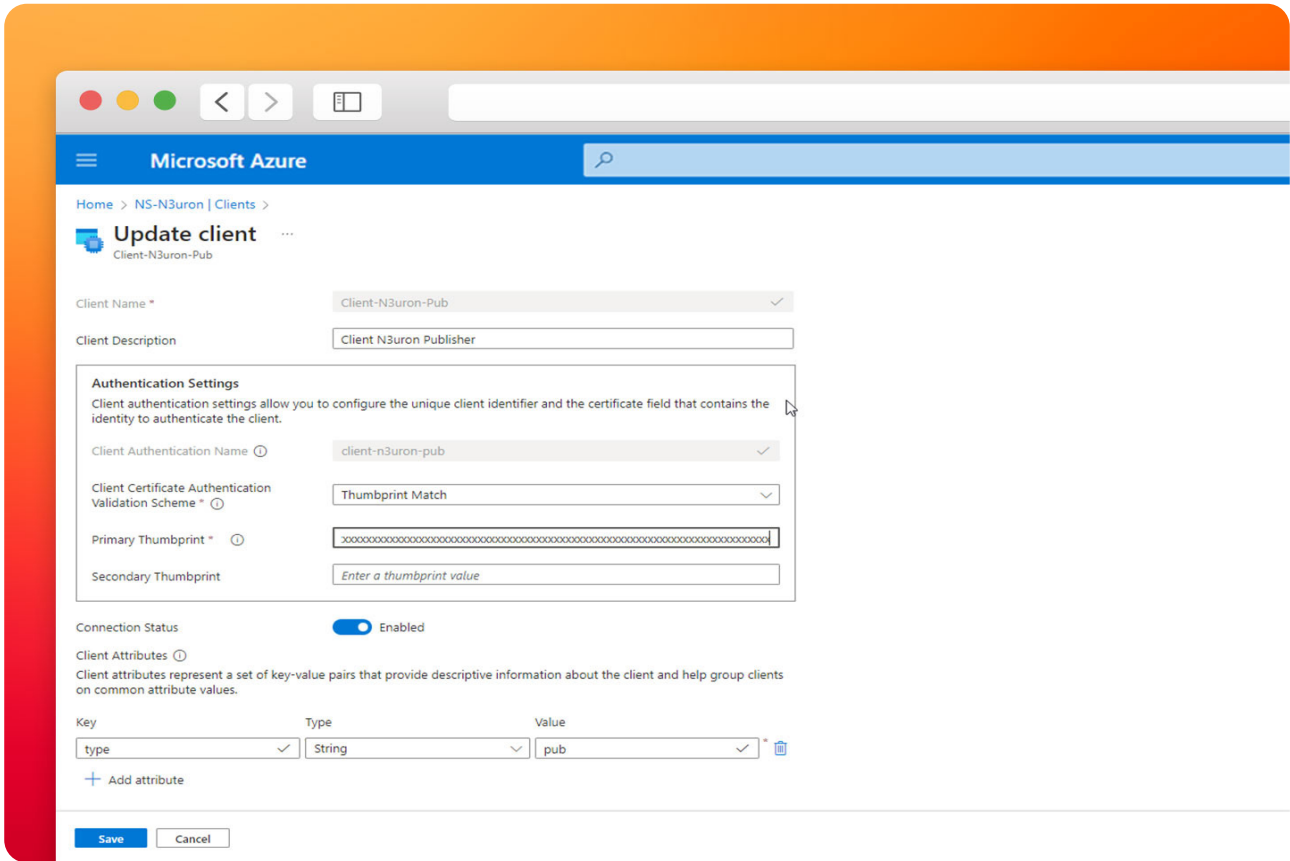 Microsoft Azure
Home > NS-N3uron | Clients >
Update client ...
Client-N3uron-Pub
Client Name * Client-N3uron-Pub
Client Description Client N3uron Publisher
Authentication Settings
Client authentication settings allow you to configure the unique client identifier and the certificate field that contains the
identity to authenticate the client.
Client Authentication Name client-n3uron-pub
Client Certificate Authentication
Validation Scheme * Thumbprint Match
Primary Thumbprint *
Secondary Thumbprint Enter a thumbprint value
Connection Status Enabled
Client Attributes
Client attributes represent a set of key-value pairs that provide descriptive information about the client and help group clients
on common attribute values.
Key Type Value
type String pub *
+ Add attribute
Save Cancel